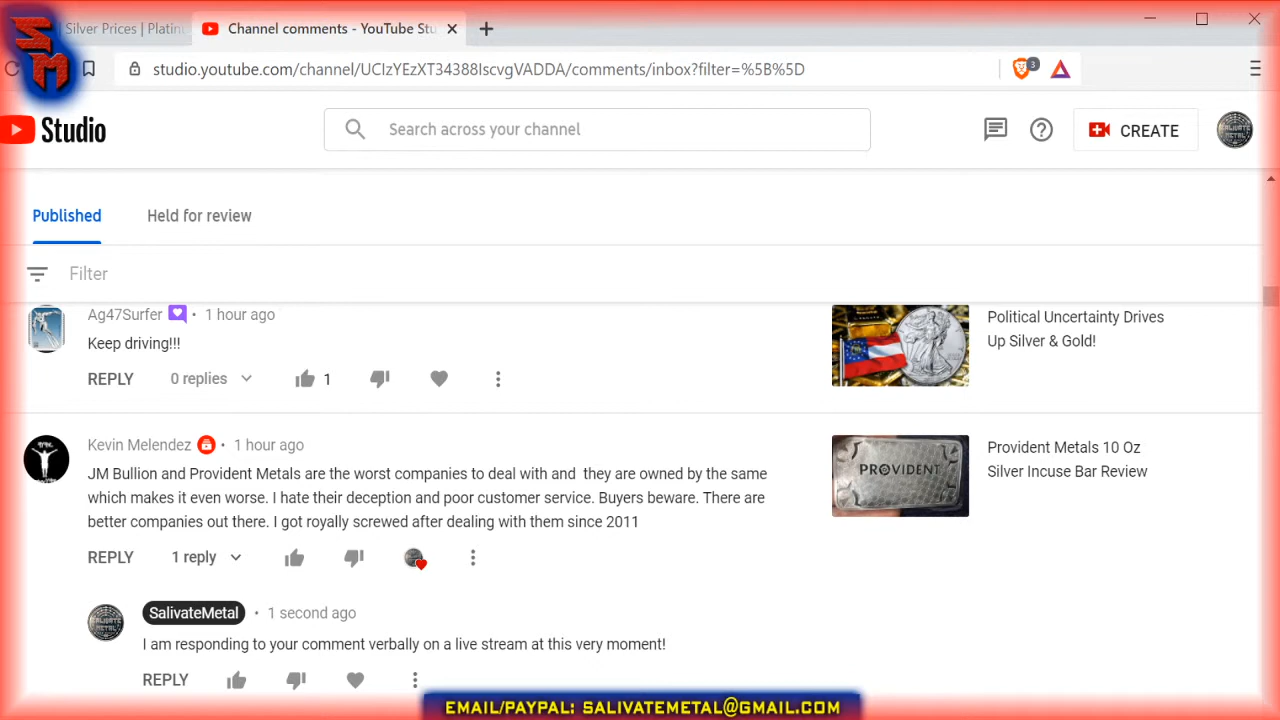 SM
Silver Prices | Platin
Channel comments - YouTube Stu
studio.youtube.com/channel/UCIzYEzXT34388IscvgVADDA/comments/inbox?filter=%5B%5D
3
Studio
Search across your channel
CREATE
Published
Held for review
Filter
Ag47Surfer • 1 hour ago
Keep driving!!!
REPLY 0 replies 1
Political Uncertainty Drives
Up Silver & Gold!
Kevin Melendez • 1 hour ago
JM Bullion and Provident Metals are the worst companies to deal with and they are owned by the same
which makes it even worse. I hate their deception and poor customer service. Buyers beware. There are
better companies out there. I got royally screwed after dealing with them since 2011
REPLY 1 reply
PROVIDENT
Provident Metals 10 Oz
Silver Incuse Bar Review
SalivateMetal • 1 second ago
I am responding to your comment verbally on a live stream at this very moment!
REPLY
EMAIL/PAYPAL: SALIVATEMETAL@GMAIL.COM